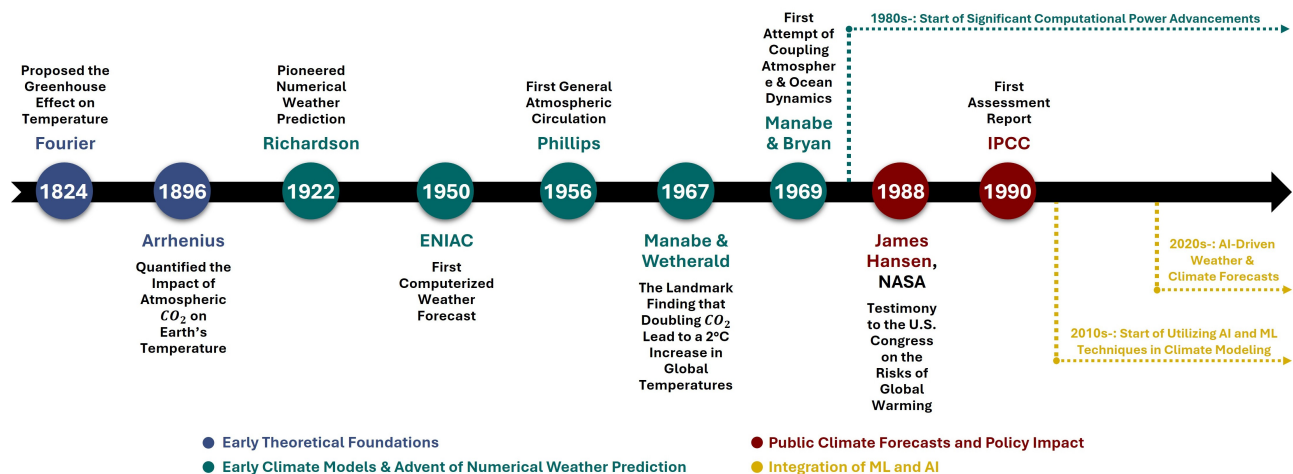 Proposed the
Greenhouse
Effect on
Temperature
Fourier
1824
1896
Arrhenius
Quantified the
Impact of
Atmospheric
CO₂ on
Earth's
Temperature
Pioneered
Numerical
Weather
Prediction
Richardson
1922
1950
ENIAC
First
Computerized
Weather
Forecast
First General
Atmospheric
Circulation
Phillips
1956
1967
Manabe &
Wetherald
The Landmark
Finding that
Doubling CO₂
Lead to a 2°C
Increase in
Global
Temperatures
First
Attempt of
Coupling
Atmospher
e & Ocean
Dynamics
Manabe
& Bryan
1969
1980s-: Start of Significant Computational Power Advancements
1988
James
Hansen,
NASA
Testimony
to the U.S.
Congress
on the
Risks of
Global
Warming
First
Assessment
Report
IPCC
1990
2020s-: AI-Driven
Weather &
Climate Forecasts
2010s-: Start of Utilizing AI and ML
Techniques in Climate Modeling
Early Theoretical Foundations
Early Climate Models & Advent of Numerical Weather Prediction
Public Climate Forecasts and Policy Impact
Integration of ML and AI